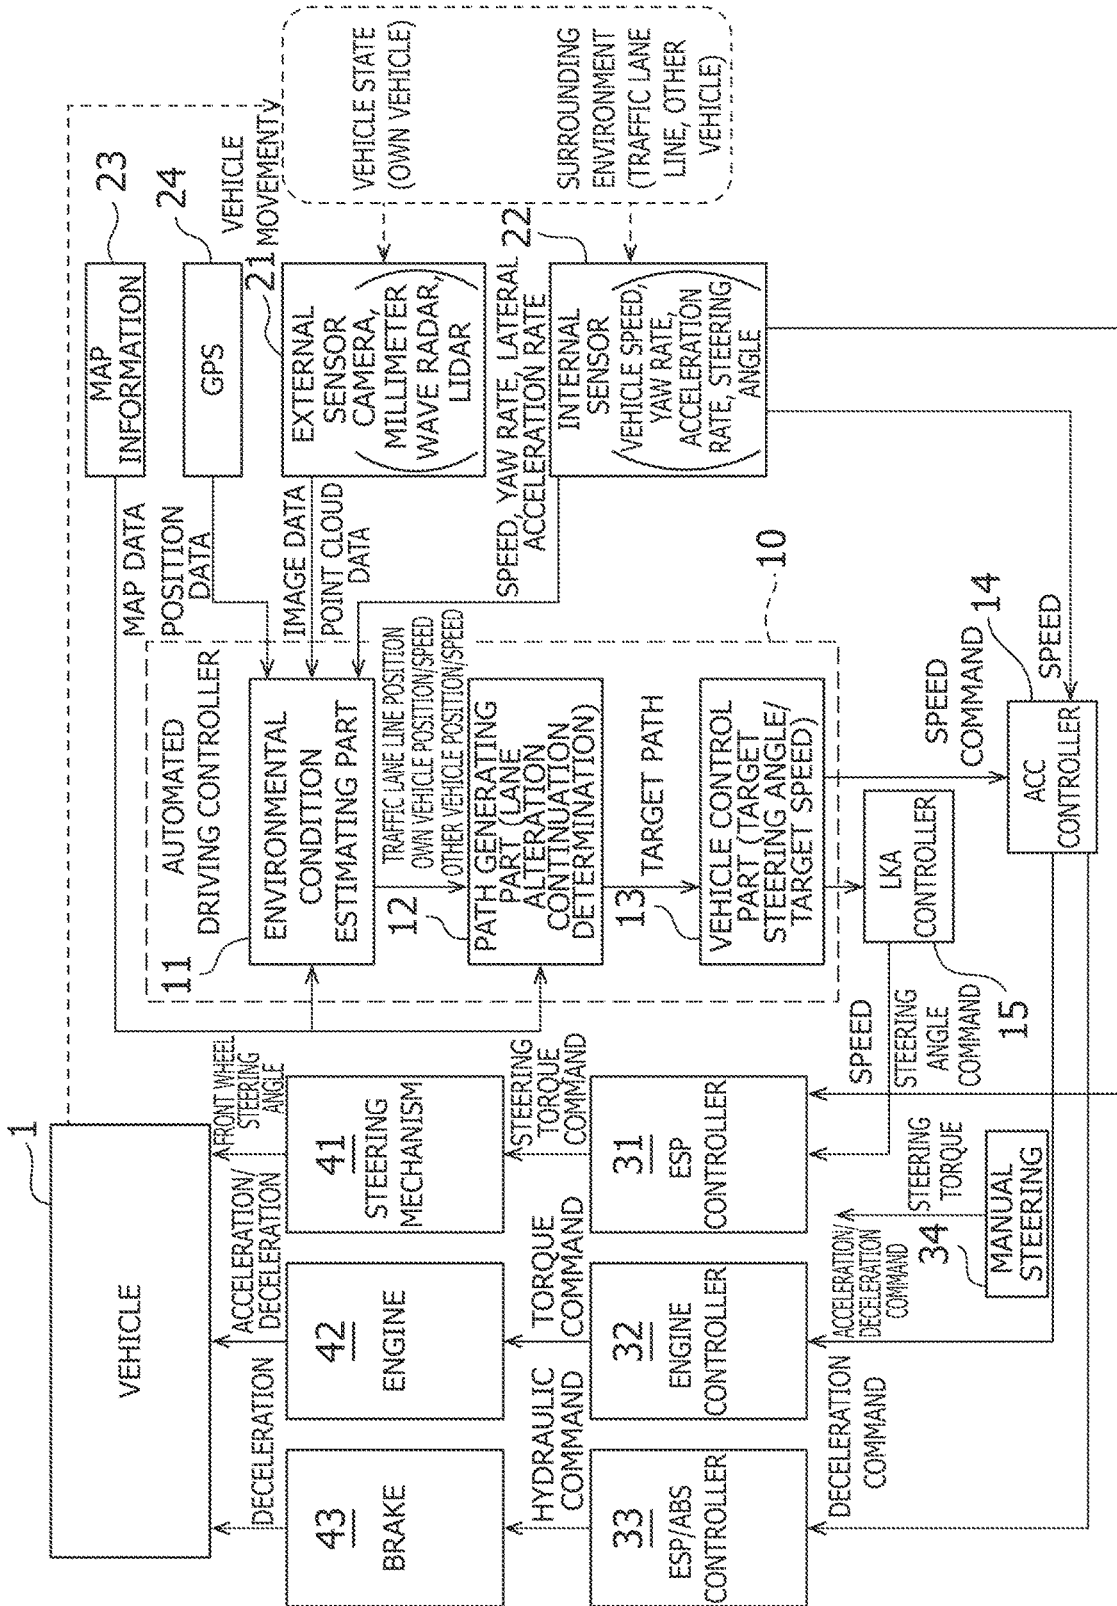 MAP
INFORMATION
23
GPS
24
VEHICLE
MOVEMENT
21
EXTERNAL
SENSOR
CAMERA,
MILLIMETER
WAVE RADAR,
LIDAR
VEHICLE STATE
(OWN VEHICLE)
SURROUNDING
ENVIRONMENT
(TRAFFIC LANE
LINE, OTHER
VEHICLE)
22
INTERNAL
SENSOR
VEHICLE SPEED,
YAW RATE,
ACCELERATION
RATE, STEERING
ANGLE
MAP DATA
POSITION
DATA
IMAGE DATA
POINT CLOUD
DATA
SPEED, YAW RATE, LATERAL
ACCELERATION RATE
10
AUTOMATED
DRIVING CONTROLLER
11
ENVIRONMENTAL
CONDITION
ESTIMATING PART
TRAFFIC LANE LINE POSITION
OWN VEHICLE POSITION/SPEED
OTHER VEHICLE POSITION/SPEED
12
PATH GENERATING
PART (LANE
ALTERATION
CONTINUATION
DETERMINATION)
TARGET PATH
13
VEHICLE CONTROL
PART (TARGET
STEERING ANGLE/
TARGET SPEED)
SPEED
COMMAND
14
SPEED
ACC
CONTROLLER
LKA
CONTROLLER
15
SPEED
STEERING
ANGLE
COMMAND
1
VEHICLE
FRONT WHEEL
STEERING
ANGLE
ACCELERATION/
DECELERATION
DECELERATION
41
STEERING
MECHANISM
42
ENGINE
43
BRAKE
STEERING
TORQUE
COMMAND
TORQUE
COMMAND
HYDRAULIC
COMMAND
31
ESP
CONTROLLER
32
ENGINE
CONTROLLER
33
ESP/ABS
CONTROLLER
STEERING
TORQUE
34
MANUAL
STEERING
ACCELERATION/
DECELERATION
COMMAND
DECELERATION
COMMAND